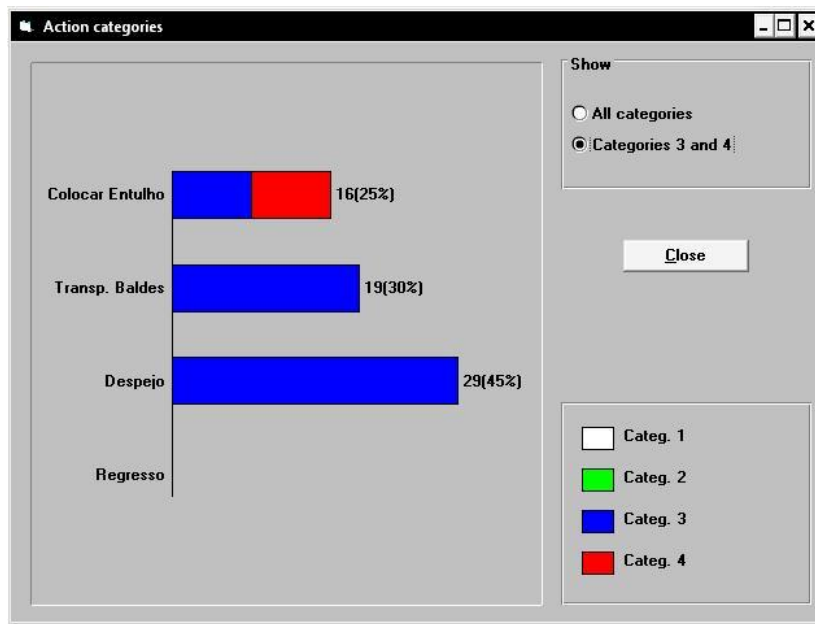 Action categories
Show
All categories
Categories 3 and 4
Close
Colocar Entulho 16(25%)
Transp. Baldes 19(30%)
Despejo 29(45%)
Regresso
Categ. 1
Categ. 2
Categ. 3
Categ. 4